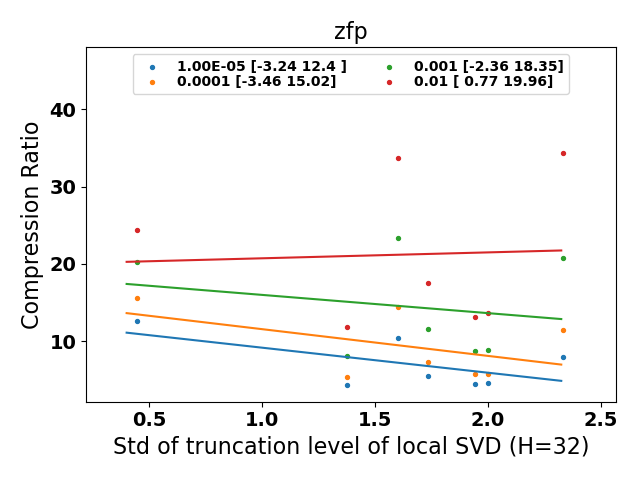 zfp
1.00E-05 [-3.24 12.4 ]
0.0001 [-3.46 15.02]
0.001 [-2.36 18.35]
0.01 [ 0.77 19.96]
Compression Ratio
40
30
20
10
0.5 1.0 1.5 2.0 2.5
Std of truncation level of local SVD (H=32)